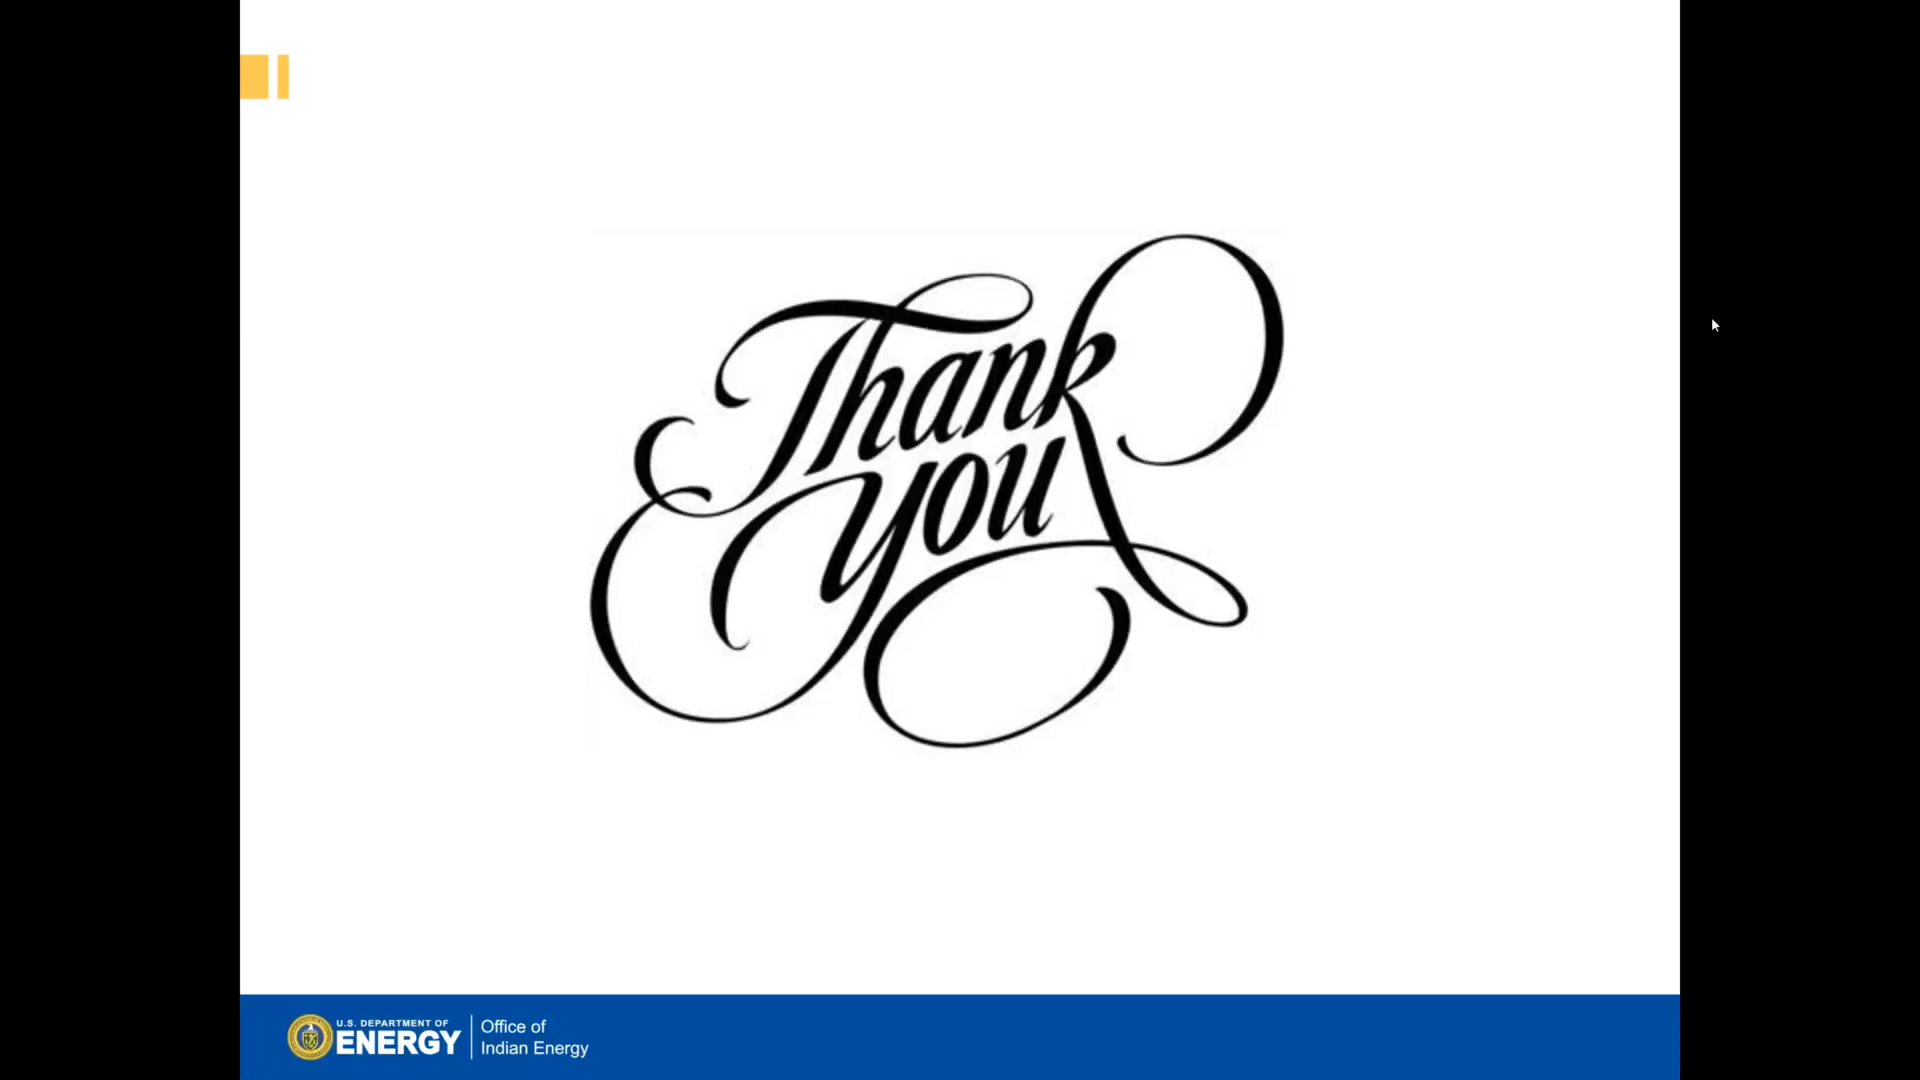 Thank
you
U.S. DEPARTMENT OF
ENERGY
Office of
Indian Energy